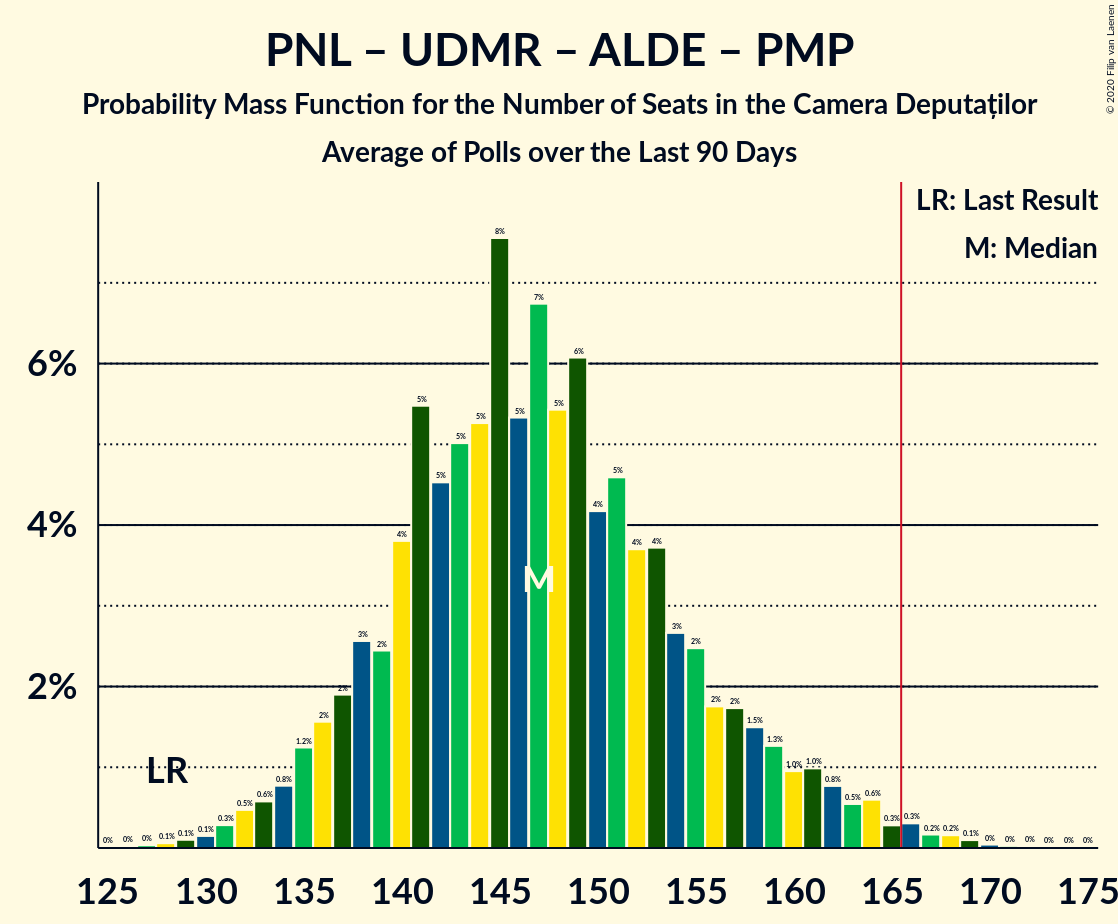 PNL – UDMR – ALDE – PMP
Probability Mass Function for the Number of Seats in the Camera Deputaților
Average of Polls over the Last 90 Days
© 2020 Filip van Laenen
LR: Last Result
M: Median
6%
4%
2%
0% 0% 0% 0.1% 0.1% 0.1% 0.3% 0.5% 0.6% 0.8% 1.2% 2% 2% 3% 2% 4% 5% 5% 5% 5% 8% 5% 7% 5% 6% 4% 5% 4% 4% 3% 2% 2% 2% 1.5% 1.3% 1.0% 1.0% 0.8% 0.5% 0.6% 0.3% 0.3% 0.2% 0.2% 0.1% 0% 0% 0% 0% 0% 0%
M
LR
125 130 135 140 145 150 155 160 165 170 175